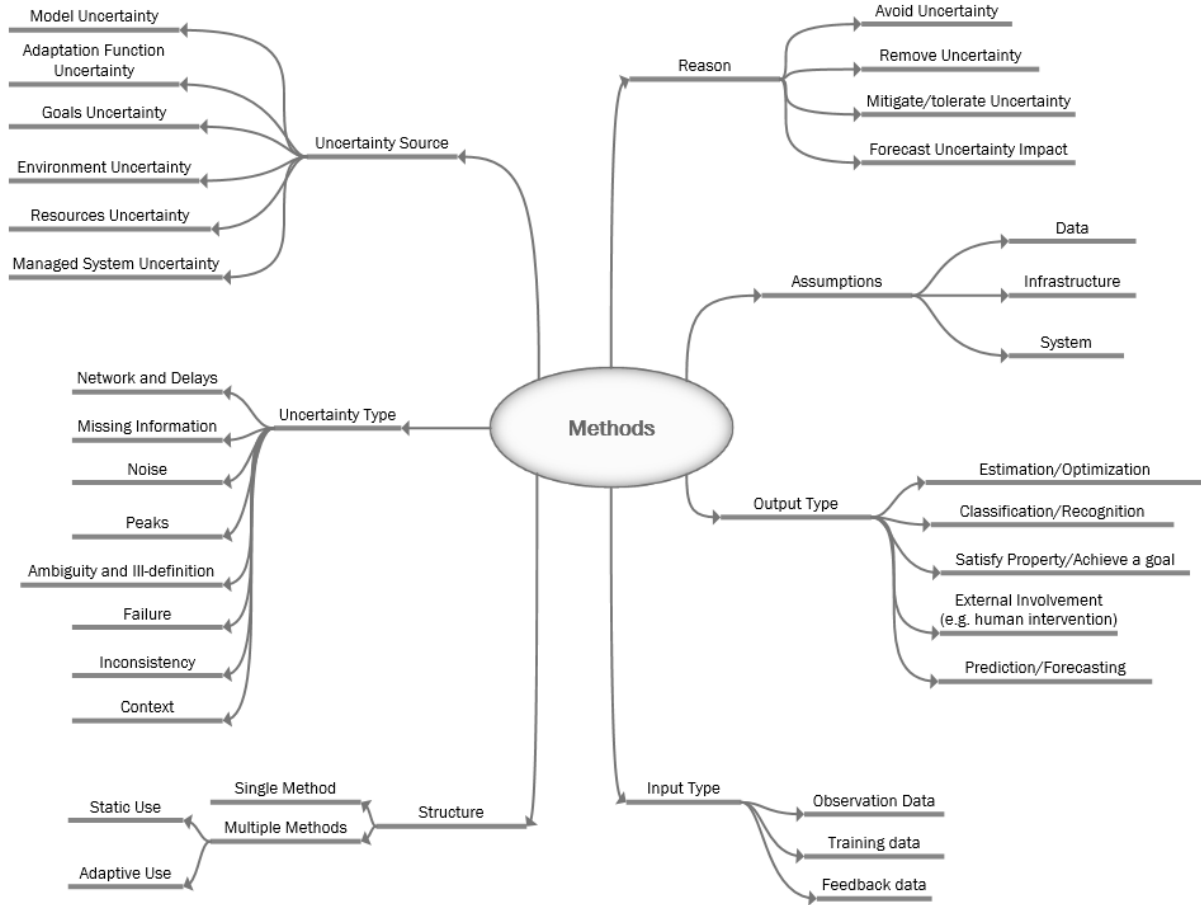 Model Uncertainty
Adaptation Function
Uncertainty
Goals Uncertainty
Environment Uncertainty
Resources Uncertainty
Managed System Uncertainty
Uncertainty Source
Network and Delays
Missing Information
Noise
Peaks
Ambiguity and Ill-definition
Failure
Inconsistency
Context
Uncertainty Type
Single Method
Multiple Methods
Static Use
Adaptive Use
Structure
Methods
Reason
Avoid Uncertainty
Remove Uncertainty
Mitigate/tolerate Uncertainty
Forecast Uncertainty Impact
Assumptions
Data
Infrastructure
System
Output Type
Estimation/Optimization
Classification/Recognition
Satisfy Property/Achieve a goal
External Involvement
(e.g. human intervention)
Prediction/Forecasting
Input Type
Observation Data
Training data
Feedback data